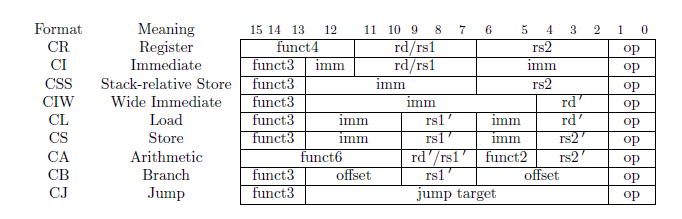 Format Meaning 15 14 13 12 11 10 9 8 7 6 5 4 3 2 1 0
CR Register funct4 rd/rs1 rs2 op
CI Immediate funct3 imm rd/rs1 imm op
CSS Stack-relative Store funct3 imm rs2 op
CIW Wide Immediate funct3 imm rd′ op
CL Load funct3 imm rs1′ imm rd′ op
CS Store funct3 imm rs1′ imm rs2′ op
CA Arithmetic funct6 rd′/rs1′ funct2 rs2′ op
CB Branch funct3 offset rs1′ offset op
CJ Jump funct3 jump target op